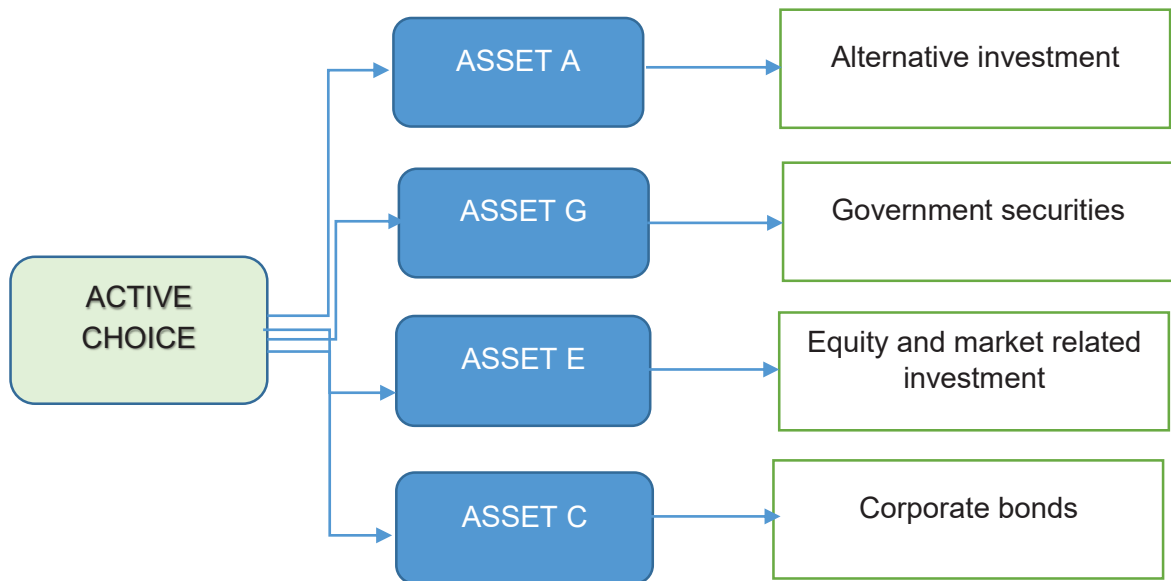 ASSET A
Alternative investment
ASSET G
Government securities
ACTIVE
CHOICE
ASSET E
Equity and market related
investment
ASSET C
Corporate bonds